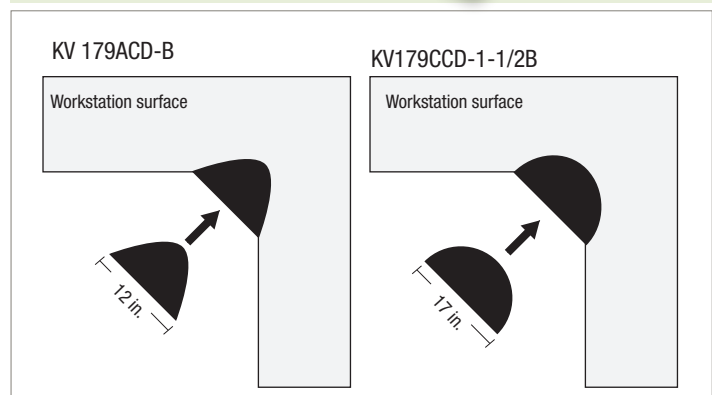 KV 179ACD-B
Workstation surface
12 in.
KV179CCD-1-1/2B
Workstation surface
17 in.